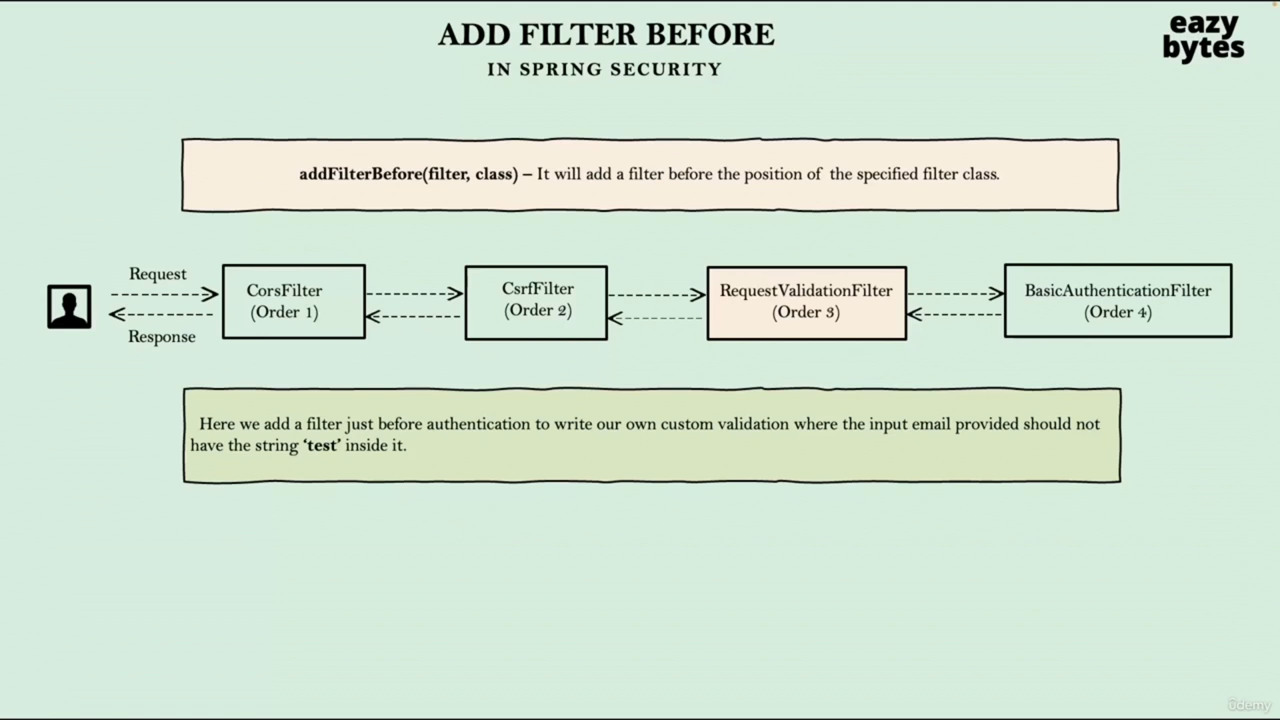 ADD FILTER BEFORE
IN SPRING SECURITY
eazy
bytes
addFilterBefore(filter, class) – It will add a filter before the position of the specified filter class.
Request
Response
CorsFilter
(Order 1)
CsrfFilter
(Order 2)
RequestValidationFilter
(Order 3)
BasicAuthenticationFilter
(Order 4)
Here we add a filter just before authentication to write our own custom validation where the input email provided should not
have the string ‘test’ inside it.
ûdemy